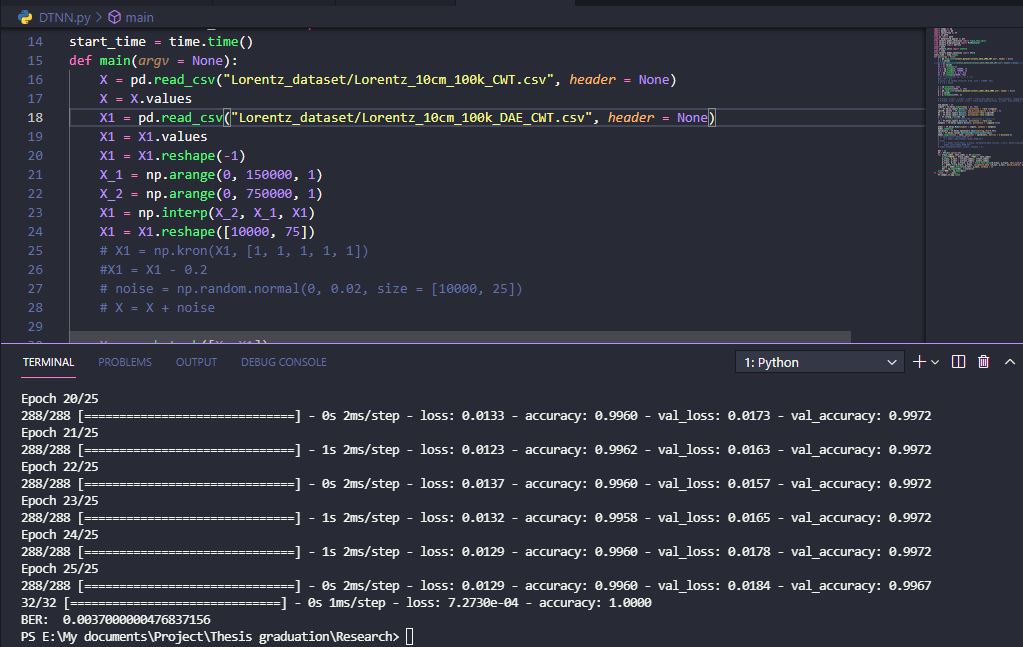 DTNN.py > main
14 start_time = time.time()
15 def main(argv = None):
16 X = pd.read_csv("Lorentz_dataset/Lorentz_10cm_100k_CWT.csv", header = None)
17 X = X.values
18 X1 = pd.read_csv("Lorentz_dataset/Lorentz_10cm_100k_DAE_CWT.csv", header = None)
19 X1 = X1.values
20 X1 = X1.reshape(-1)
21 X_1 = np.arange(0, 150000, 1)
22 X_2 = np.arange(0, 750000, 1)
23 X1 = np.interp(X_2, X_1, X1)
24 X1 = X1.reshape([10000, 75])
25 # X1 = np.kron(X1, [1, 1, 1, 1, 1])
26 #X1 = X1 - 0.2
27 # noise = np.random.normal(0, 0.02, size = [10000, 25])
28 # X = X + noise
29
TERMINAL PROBLEMS OUTPUT DEBUG CONSOLE 1: Python
Epoch 20/25
288/288 [==============================] - 0s 2ms/step - loss: 0.0133 - accuracy: 0.9960 - val_loss: 0.0173 - val_accuracy: 0.9972
Epoch 21/25
288/288 [==============================] - 1s 2ms/step - loss: 0.0123 - accuracy: 0.9962 - val_loss: 0.0163 - val_accuracy: 0.9972
Epoch 22/25
288/288 [==============================] - 0s 2ms/step - loss: 0.0137 - accuracy: 0.9960 - val_loss: 0.0157 - val_accuracy: 0.9972
Epoch 23/25
288/288 [==============================] - 1s 2ms/step - loss: 0.0132 - accuracy: 0.9958 - val_loss: 0.0165 - val_accuracy: 0.9972
Epoch 24/25
288/288 [==============================] - 1s 2ms/step - loss: 0.0129 - accuracy: 0.9960 - val_loss: 0.0178 - val_accuracy: 0.9972
Epoch 25/25
288/288 [==============================] - 0s 2ms/step - loss: 0.0129 - accuracy: 0.9960 - val_loss: 0.0184 - val_accuracy: 0.9967
32/32 [==============================] - 0s 1ms/step - loss: 7.2730e-04 - accuracy: 1.0000
BER:  0.0037000000476837156
PS E:\My documents\Project\Thesis graduation\Research>